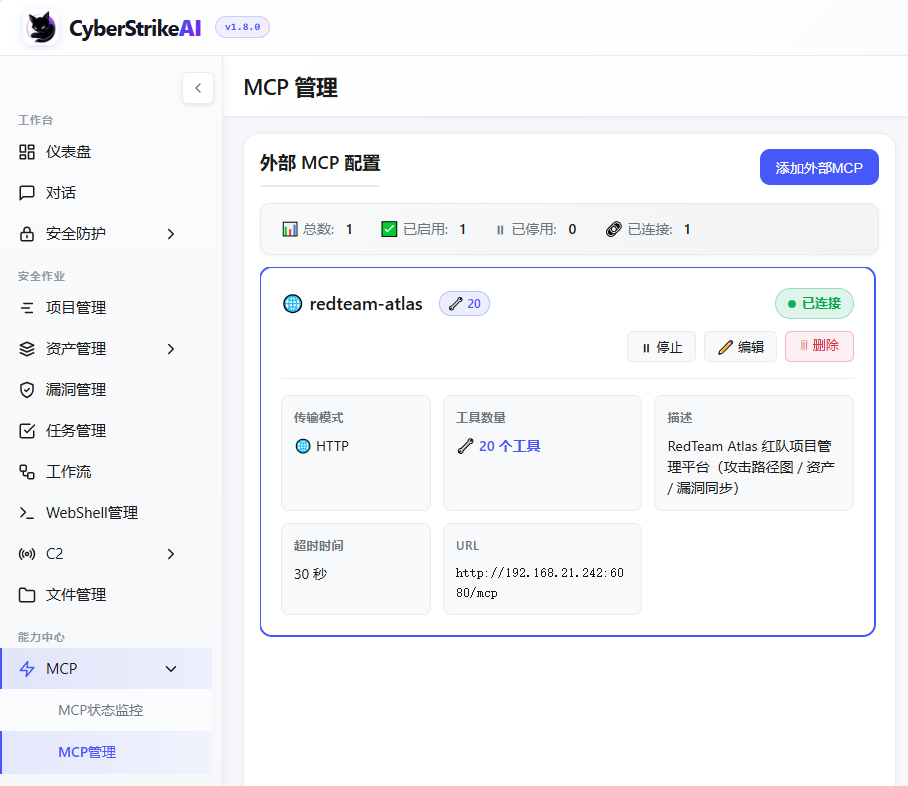 CyberStrikeAI v1.8.0
MCP 管理
工作台
仪表盘
对话
安全防护
安全作业
项目管理
资产管理
漏洞管理
任务管理
工作流
WebShell管理
C2
文件管理
能力中心
MCP
MCP状态监控
MCP管理
外部 MCP 配置
添加外部MCP
总数: 1 已启用: 1 已停用: 0 已连接: 1
redteam-atlas 20
已连接
停止 编辑 删除
传输模式
HTTP
工具数量
20 个工具
描述
RedTeam Atlas 红队项目管
理平台（攻击路径图 / 资产
/ 漏洞同步）
超时时间
30 秒
URL
http://192.168.21.242:60
80/mcp